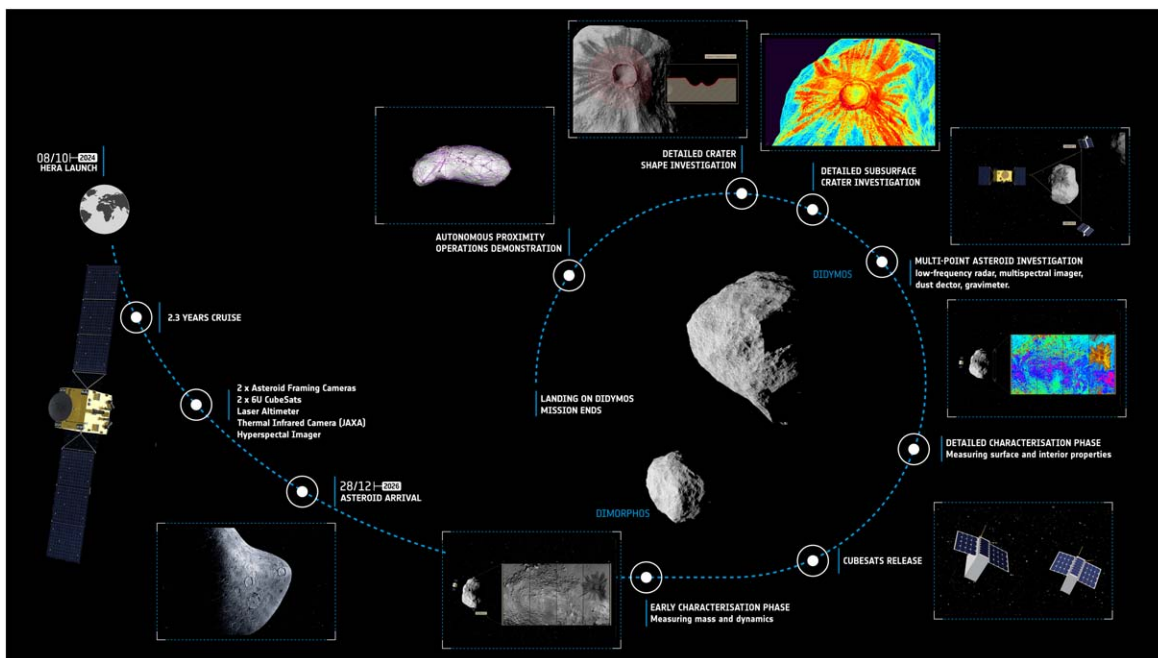 08/10 2024
HERA LAUNCH
2.3 YEARS CRUISE
2 x Asteroid Framing Cameras
2 x 6U CubeSats
Laser Altimeter
Thermal Infrared Camera (JAXA)
Hyperspectal Imager
28/12 2026
ASTEROID ARRIVAL
EARLY CHARACTERISATION PHASE
Measuring mass and dynamics
CUBESATS RELEASE
DETAILED CHARACTERISATION PHASE
Measuring surface and interior properties
MULTI-POINT ASTEROID INVESTIGATION
low-frequency radar, multispectral imager,
dust dector, gravimeter.
DETAILED SUBSURFACE
CRATER INVESTIGATION
DETAILED CRATER
SHAPE INVESTIGATION
AUTONOMOUS PROXIMITY
OPERATIONS DEMONSTRATION
LANDING ON DIDYMOS
MISSION ENDS
DIDYMOS
DIMORPHOS